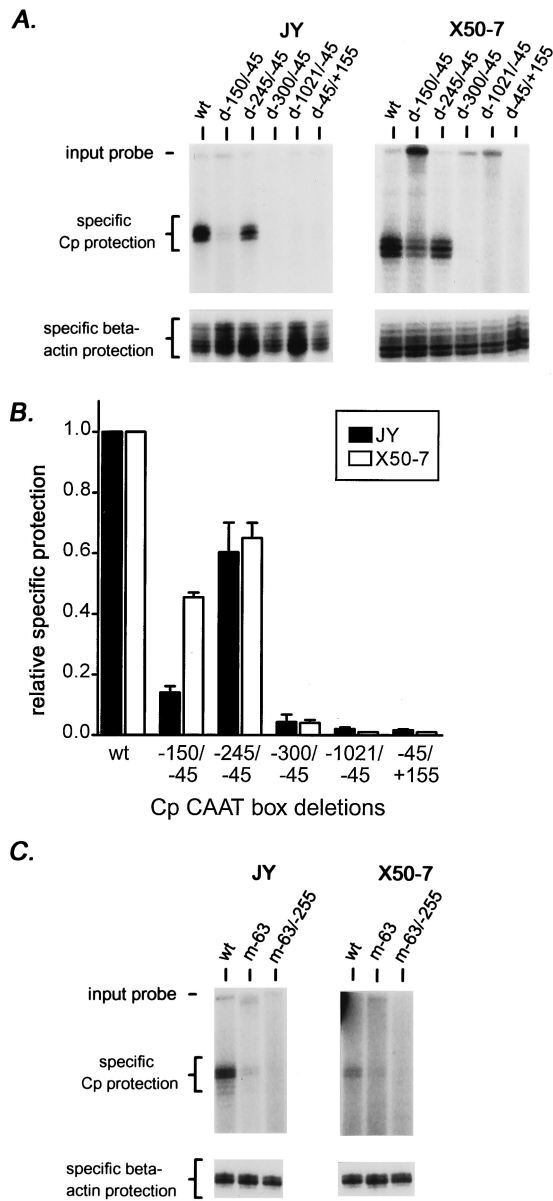 A.
JY
X50-7
wt
d-150/-45
d-245/-45
d-300/-45
d-1021/-45
d-45/+155
wt
d-150/-45
d-245/-45
d-300/-45
d-1021/-45
d-45/+155
input probe
specific
Cp protection
specific beta-
actin protection
B.
relative specific protection
1.0
0.8
0.6
0.4
0.2
0.0
JY
X50-7
wt
-150/
-45
-245/
-45
-300/
-45
-1021/
-45
-45/
+155
Cp CAAT box deletions
C.
JY
X50-7
wt
m-63
m-63/-255
wt
m-63
m-63/-255
input probe
specific
Cp protection
specific beta-
actin protection